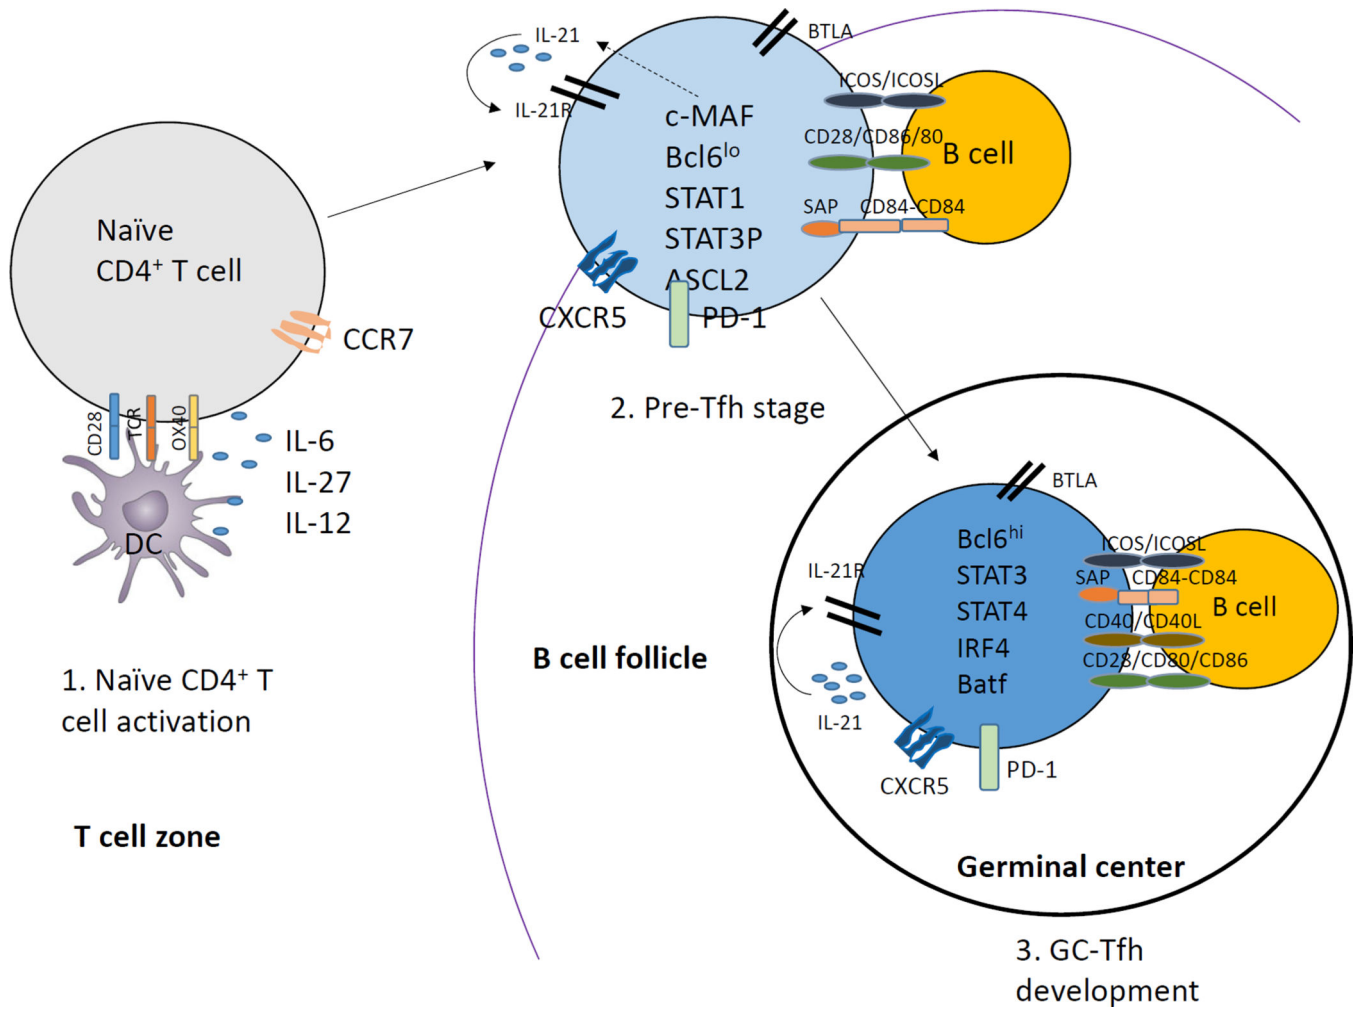 Naïve
CD4⁺ T cell
CCR7
CD28
TCR
OX40
IL-6
IL-27
IL-12
DC
1. Naïve CD4⁺ T
cell activation
T cell zone
IL-21
IL-21R
BTLA
c-MAF
Bcl6ˡᵒ
STAT1
STAT3P
ASCL2
ICOS/ICOSL
CD28/CD86/80
SAP
CD84-CD84
B cell
CXCR5
PD-1
2. Pre-Tfh stage
B cell follicle
BTLA
IL-21R
IL-21
Bcl6ʰⁱ
STAT3
STAT4
IRF4
Batf
ICOS/ICOSL
SAP
CD84-CD84
CD40/CD40L
CD28/CD80/CD86
B cell
CXCR5
PD-1
Germinal center
3. GC-Tfh
development